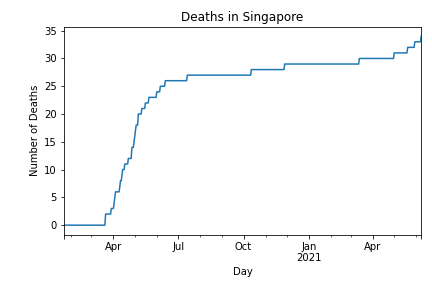 Deaths in Singapore
Number of Deaths
35
30
25
20
15
10
5
0
Apr
Jul
Oct
Jan
2021
Apr
Day